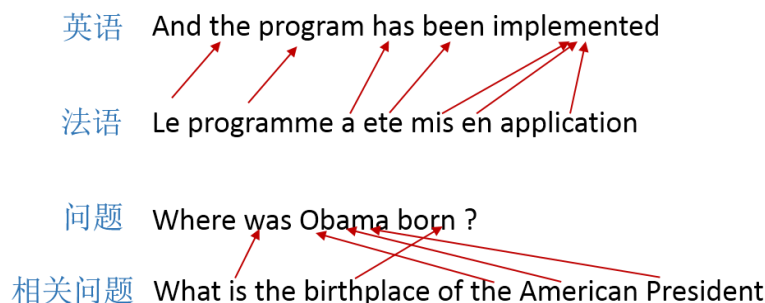 英语 And the program has been implemented
法语 Le programme a ete mis en application
问题 Where was Obama born ?
相关问题 What is the birthplace of the American President